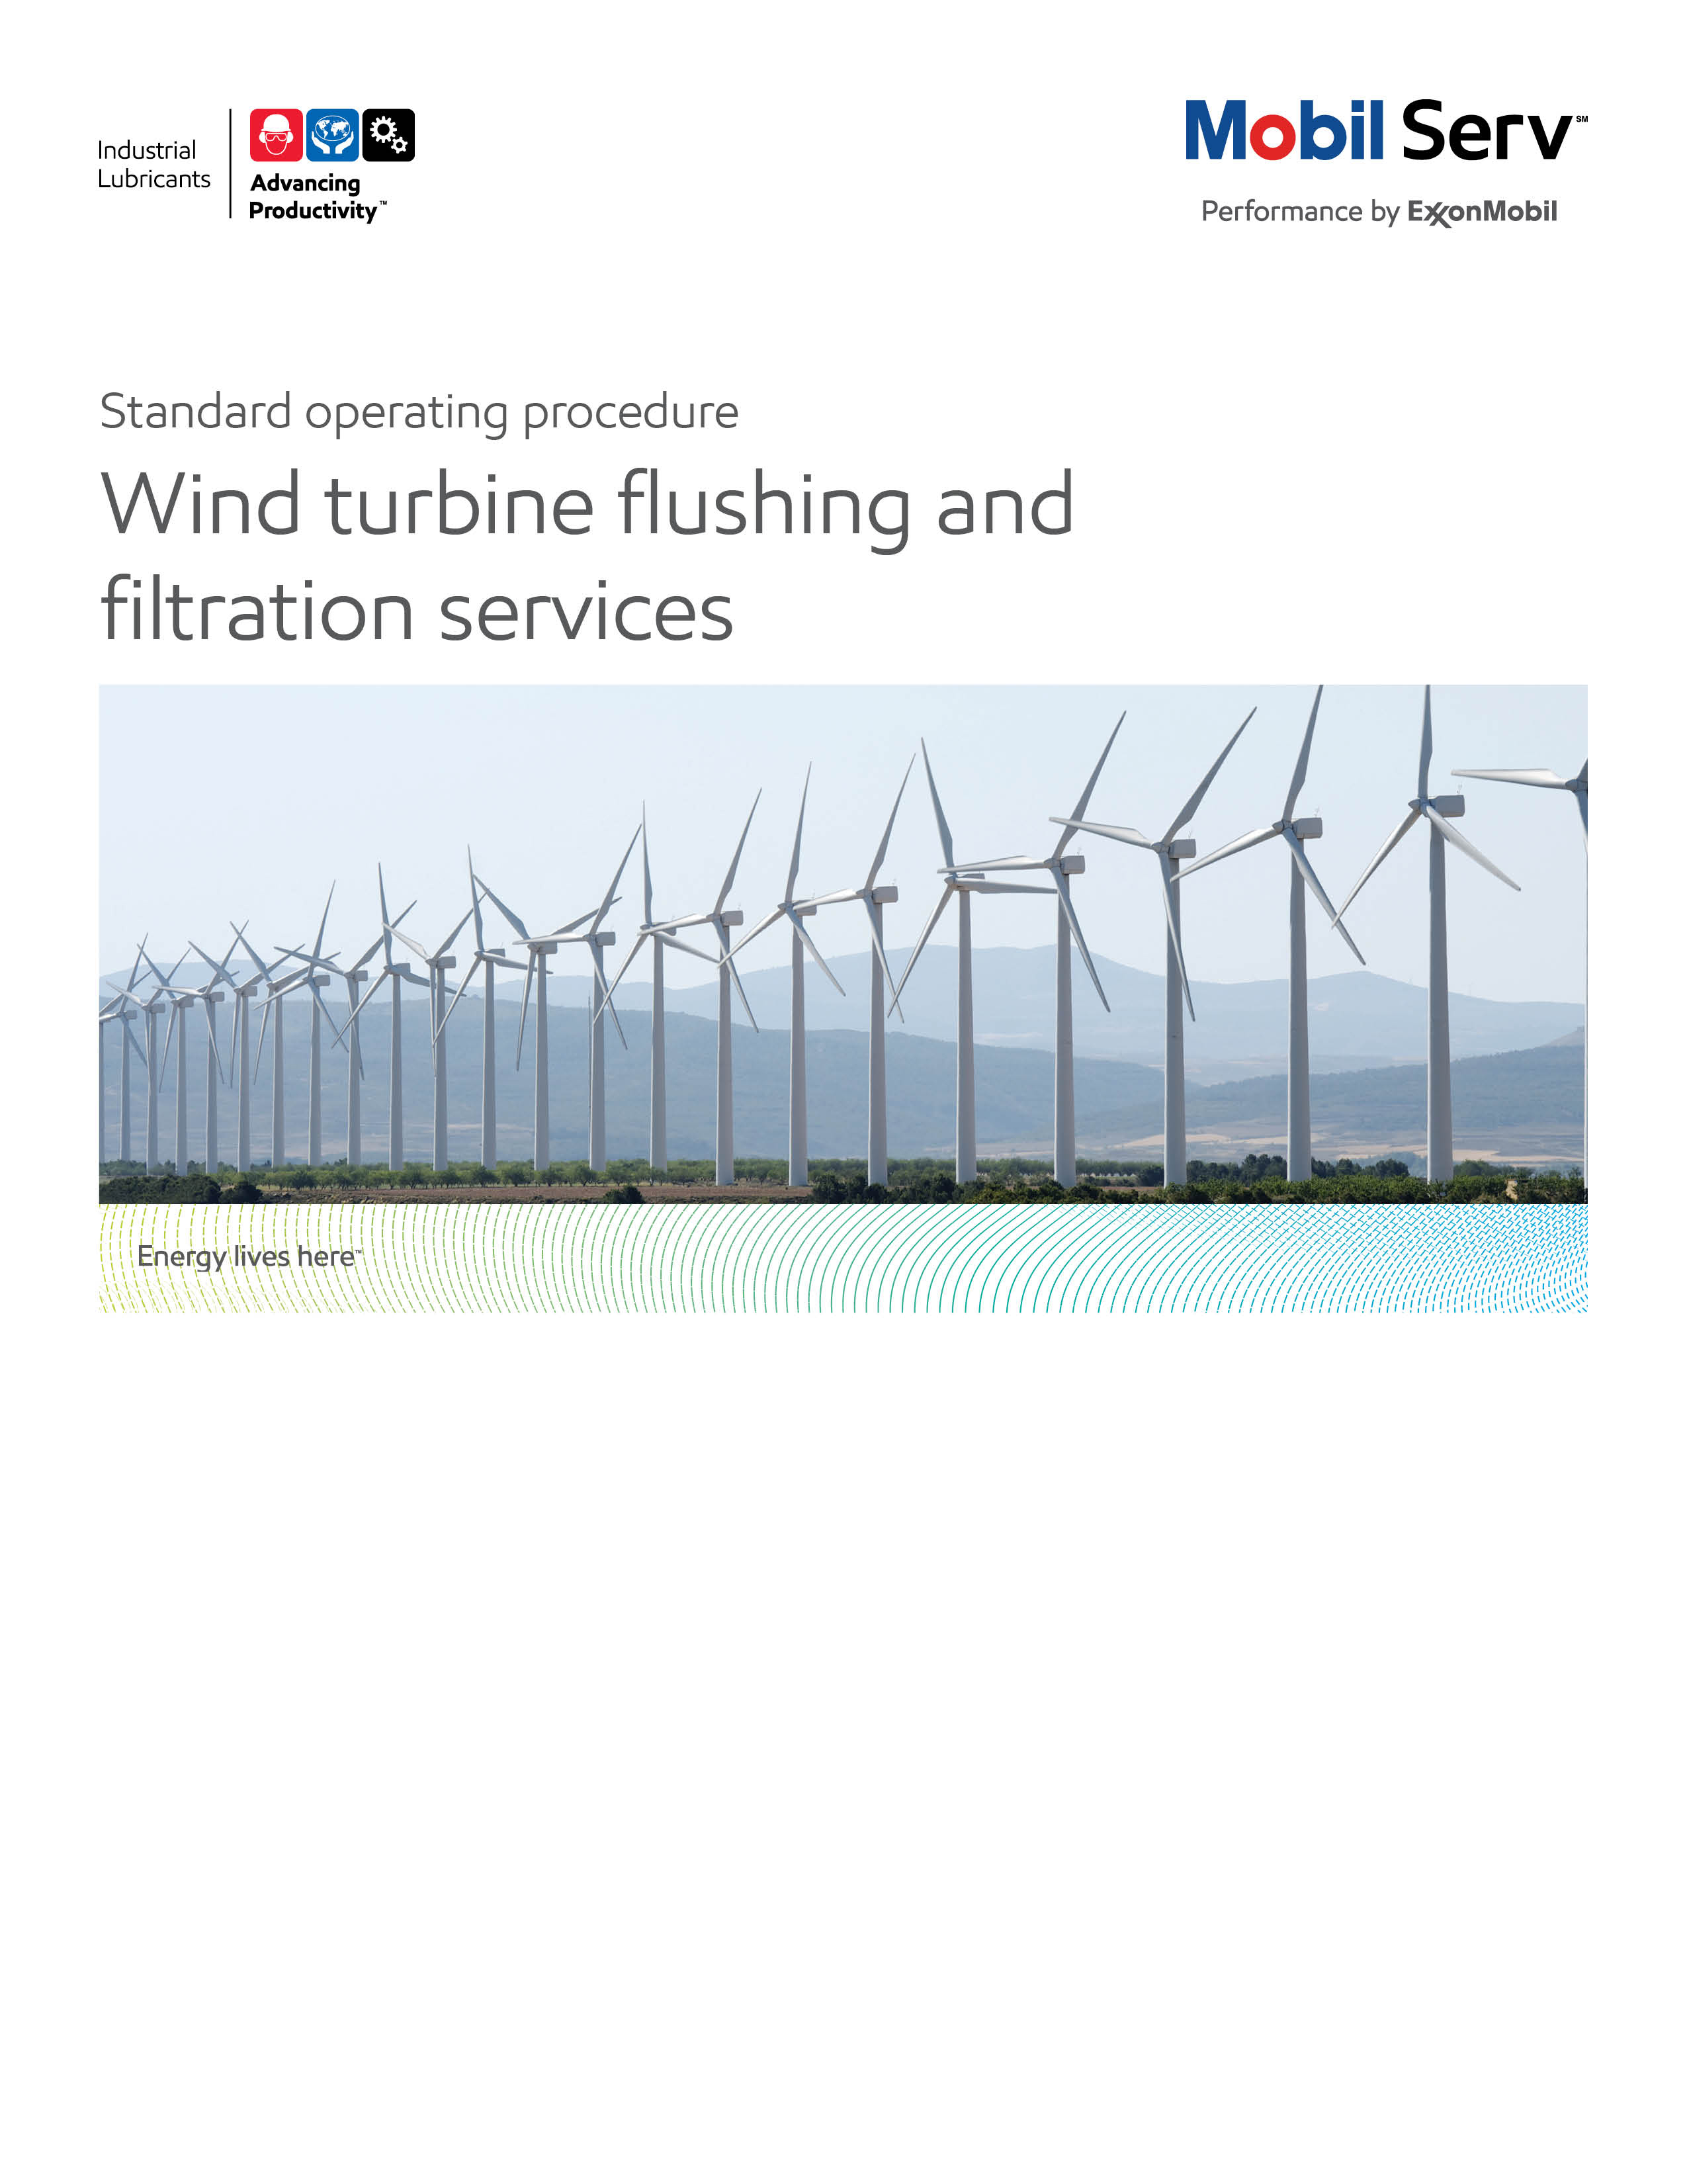 Industrial
Lubricants
Advancing
Productivity™
Mobil Serv℠
Performance by ExxonMobil
Standard operating procedure
Wind turbine flushing and
filtration services
Energy lives here™